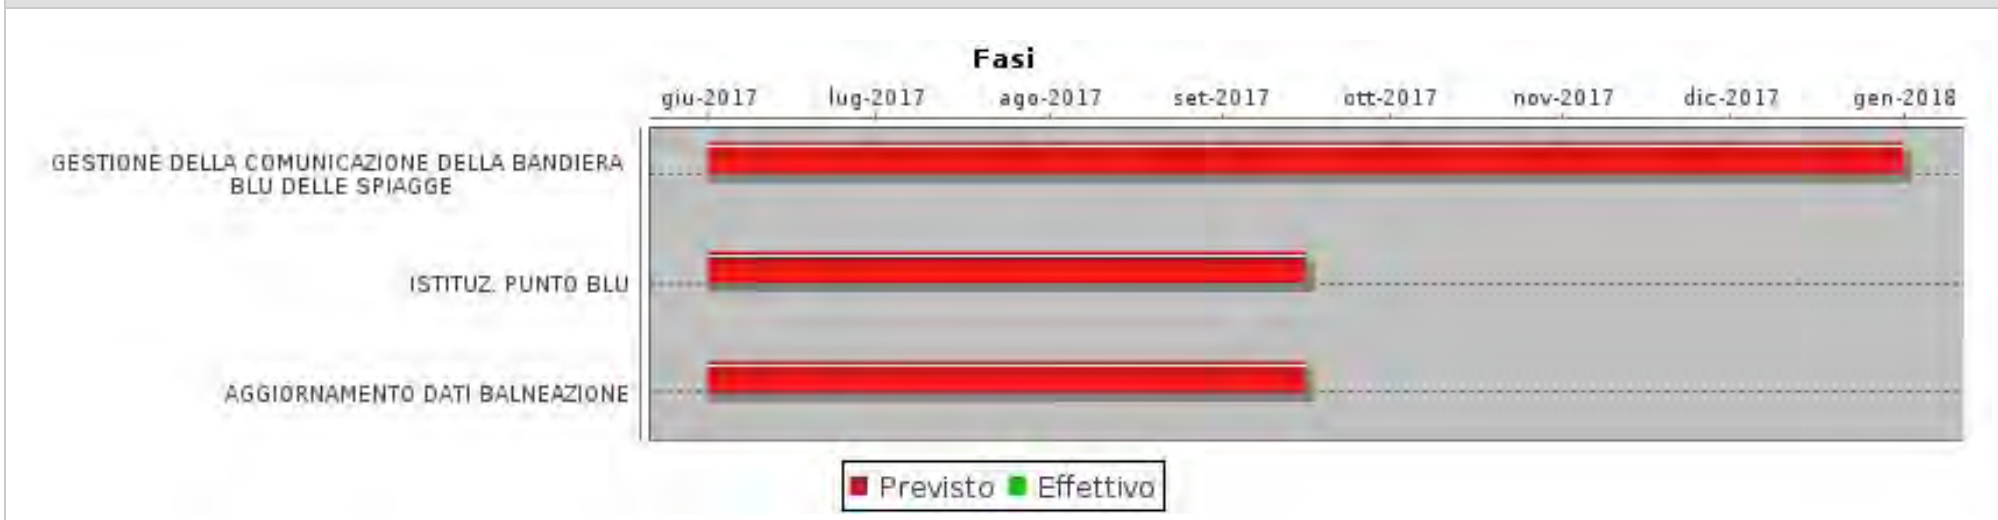 Fasi
giu-2017 lug-2017 ago-2017 set-2017 ott-2017 nov-2017 dic-2017 gen-2018
GESTIONE DELLA COMUNICAZIONE DELLA BANDIERA
BLU DELLE SPIAGGE
ISTITUZ. PUNTO BLU
AGGIORNAMENTO DATI BALNEAZIONE
Previsto Effettivo